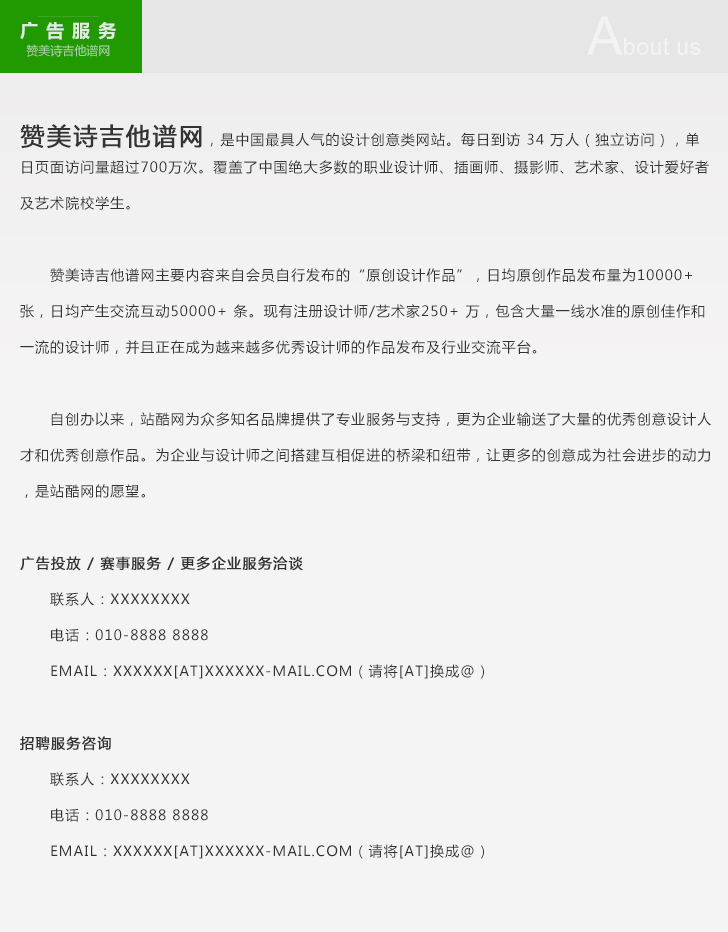 广告服务
赞美诗吉他谱网
About us
赞美诗吉他谱网，是中国最具人气的设计创意类网站。每日到访 34 万人（独立访问），单
日页面访问量超过700万次。覆盖了中国绝大多数的职业设计师、插画师、摄影师、艺术家、设计爱好者
及艺术院校学生。
赞美诗吉他谱网主要内容来自会员自行发布的“原创设计作品”，日均原创作品发布量为10000+
张，日均产生交流互动50000+ 条。现有注册设计师/艺术家250+ 万，包含大量一线水准的原创佳作和
一流的设计师，并且正在成为越来越多优秀设计师的作品发布及行业交流平台。
自创办以来，站酷网为众多知名品牌提供了专业服务与支持，更为企业输送了大量的优秀创意设计人
才和优秀创意作品。为企业与设计师之间搭建互相促进的桥梁和纽带，让更多的创意成为社会进步的动力
，是站酷网的愿望。
广告投放 / 赛事服务 / 更多企业服务洽谈
联系人：XXXXXXXX
电话：010-8888 8888
EMAIL：XXXXXX[AT]XXXXXX-MAIL.COM（请将[AT]换成@）
招聘服务咨询
联系人：XXXXXXXX
电话：010-8888 8888
EMAIL：XXXXXX[AT]XXXXXX-MAIL.COM（请将[AT]换成@）